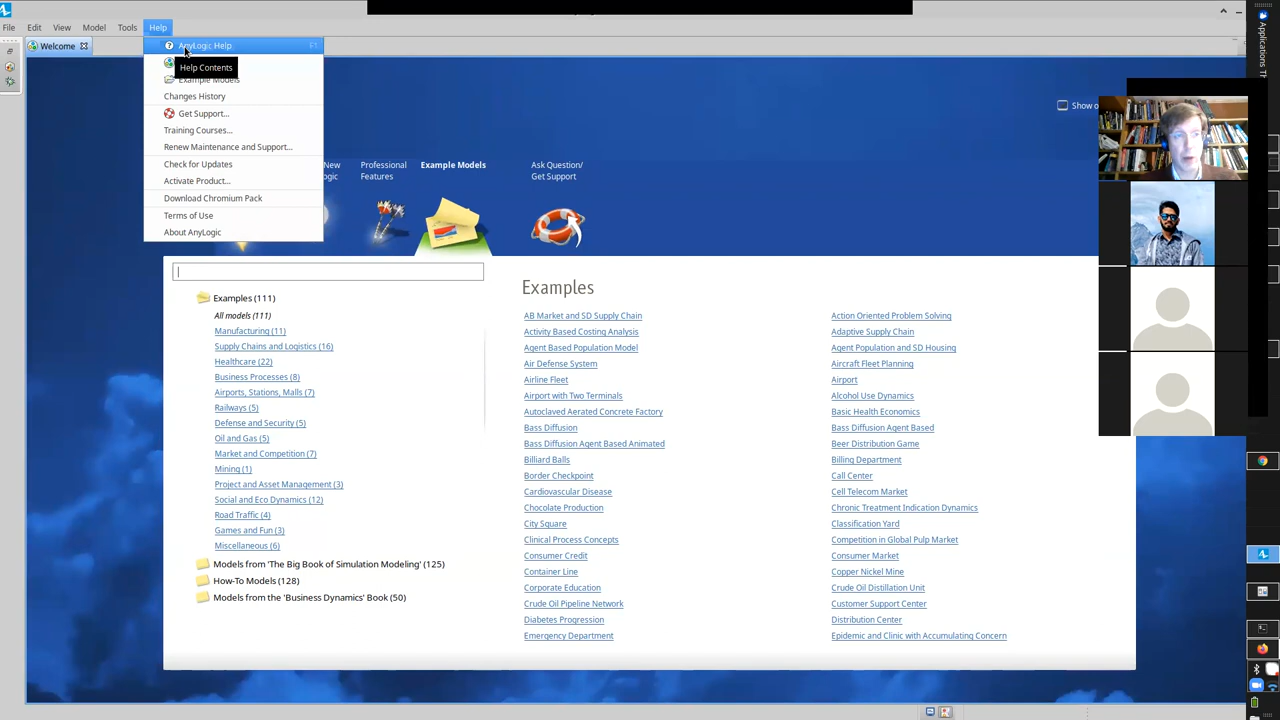 File Edit View Model Tools Help
Welcome
AnyLogic Help F1
Help Contents
Example Models
Changes History
Get Support...
Training Courses...
Renew Maintenance and Support...
Check for Updates
Activate Product...
Download Chromium Pack
Terms of Use
About AnyLogic
Show o
Applications
New
Professional
Features
Example Models
Ask Question/
Get Support
Examples (111)
All models (111)
Manufacturing (11)
Supply Chains and Logistics (16)
Healthcare (22)
Business Processes (8)
Airports, Stations, Malls (7)
Railways (5)
Defense and Security (5)
Oil and Gas (5)
Market and Competition (7)
Mining (1)
Project and Asset Management (3)
Social and Eco Dynamics (12)
Road Traffic (4)
Games and Fun (3)
Miscellaneous (6)
Models from 'The Big Book of Simulation Modeling' (125)
How-To Models (128)
Models from the 'Business Dynamics' Book (50)
Examples
AB Market and SD Supply Chain
Activity Based Costing Analysis
Agent Based Population Model
Air Defense System
Airline Fleet
Airport with Two Terminals
Autoclaved Aerated Concrete Factory
Bass Diffusion
Bass Diffusion Agent Based Animated
Billiard Balls
Border Checkpoint
Cardiovascular Disease
Chocolate Production
City Square
Clinical Process Concepts
Consumer Credit
Container Line
Corporate Education
Crude Oil Pipeline Network
Diabetes Progression
Emergency Department
Action Oriented Problem Solving
Adaptive Supply Chain
Agent Population and SD Housing
Aircraft Fleet Planning
Airport
Alcohol Use Dynamics
Basic Health Economics
Bass Diffusion Agent Based
Beer Distribution Game
Billing Department
Call Center
Cell Telecom Market
Chronic Treatment Indication Dynamics
Classification Yard
Competition in Global Pulp Market
Consumer Market
Copper Nickel Mine
Crude Oil Distillation Unit
Customer Support Center
Distribution Center
Epidemic and Clinic with Accumulating Concern